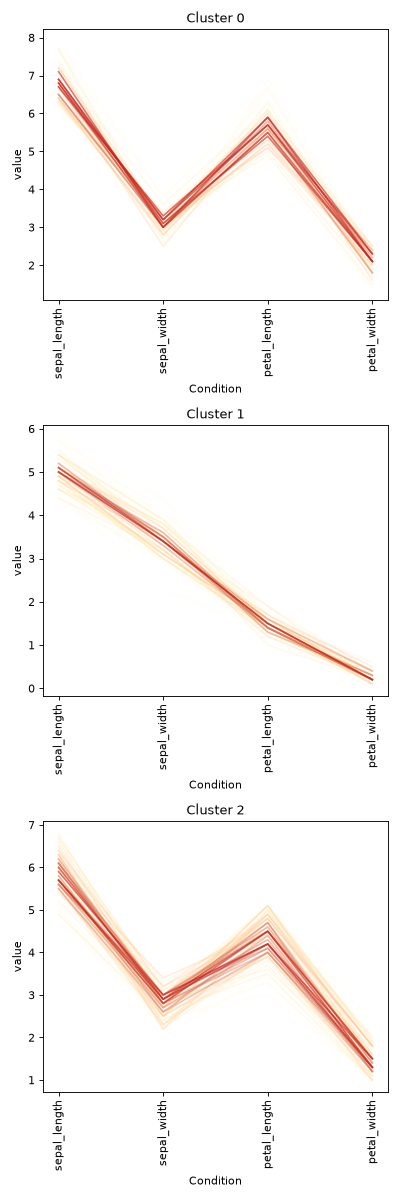 Cluster 0
8
7
6
5
4
3
2
value
sepal_length
sepal_width
petal_length
petal_width
Condition
Cluster 1
6
5
4
3
2
1
0
value
sepal_length
sepal_width
petal_length
petal_width
Condition
Cluster 2
7
6
5
4
3
2
1
value
sepal_length
sepal_width
petal_length
petal_width
Condition